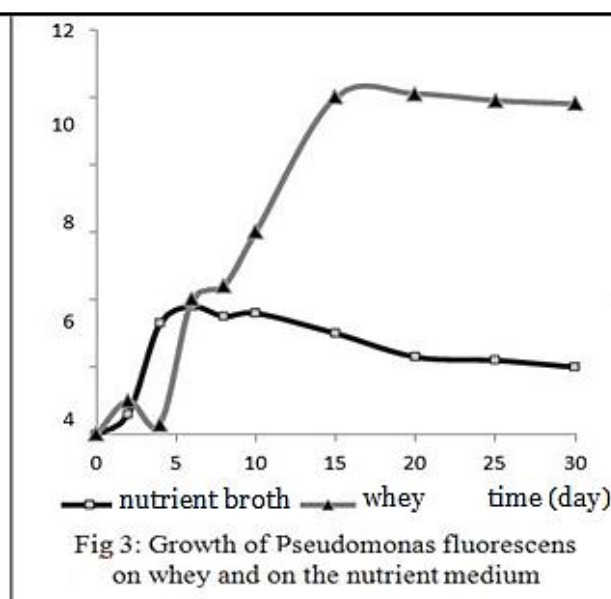 12
10
8
6
4
0 5 10 15 20 25 30
nutrient broth whey time (day)
Fig 3: Growth of Pseudomonas fluorescens
on whey and on the nutrient medium